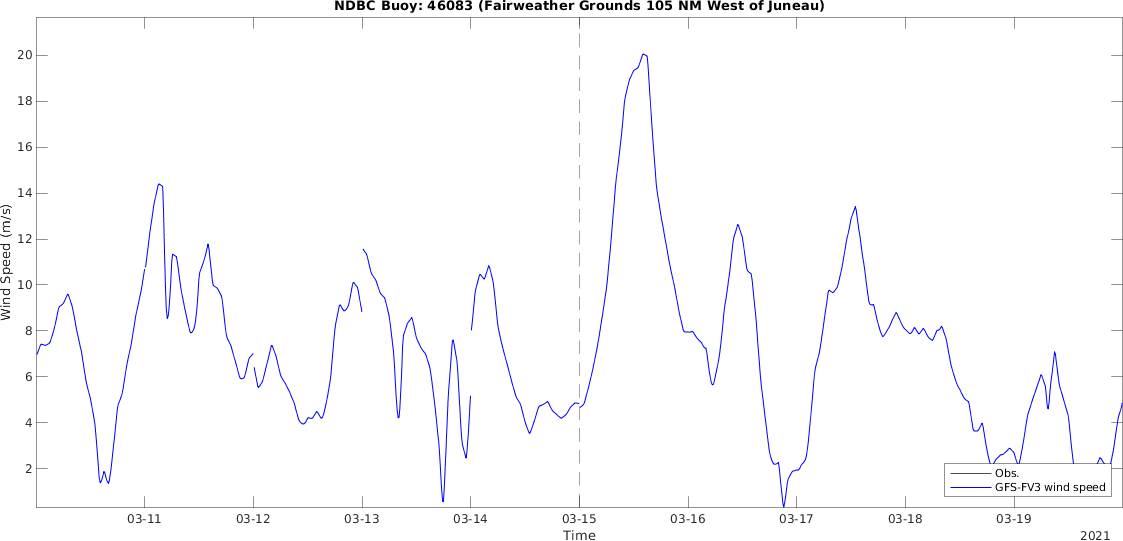 NDBC Buoy: 46083 (Fairweather Grounds 105 NM West of Juneau)
20
18
16
14
12
10
8
6
4
2
Wind Speed (m/s)
Obs.
GFS-FV3 wind speed
03-11 03-12 03-13 03-14 03-15 03-16 03-17 03-18 03-19
Time
2021